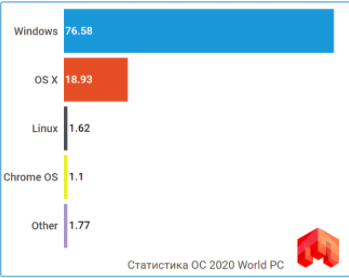 Windows 76.58
OS X 18.93
Linux 1.62
Chrome OS 1.1
Other 1.77
Статистика ОС 2020 World PC